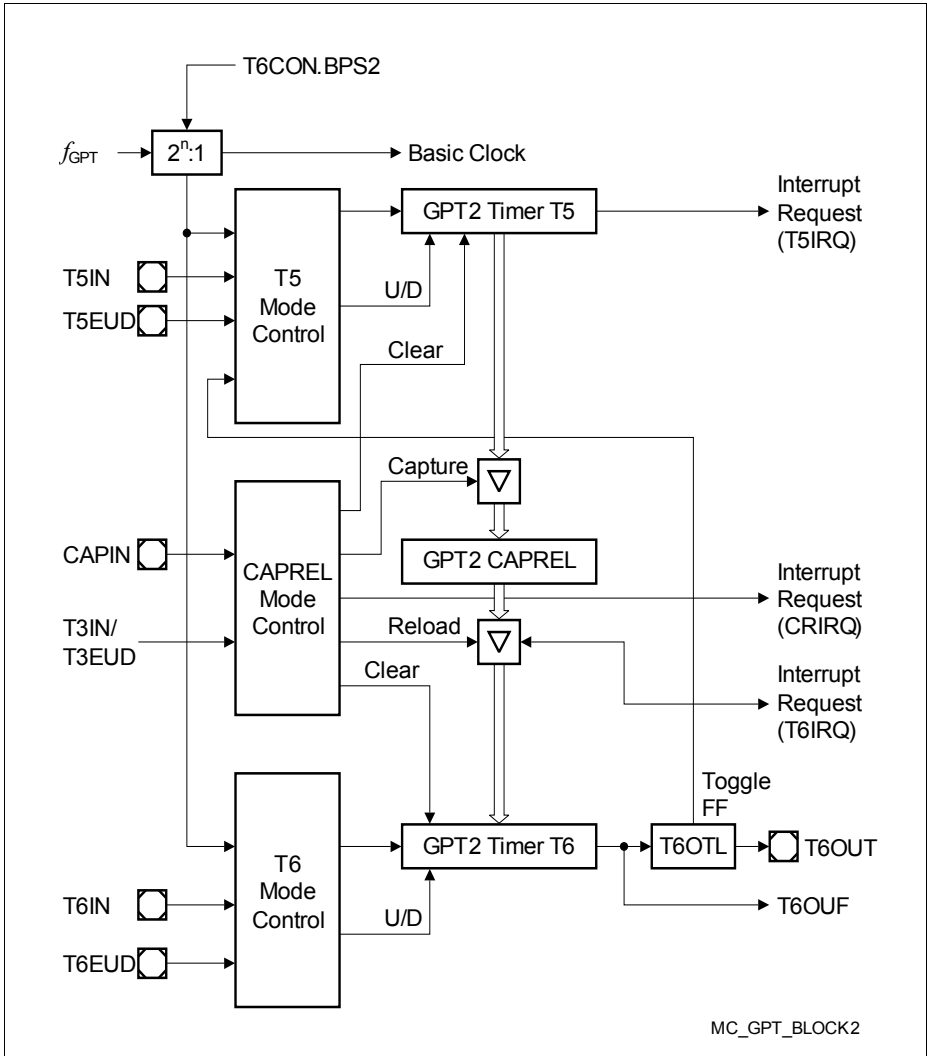 T6CON.BPS2
fGPT
2ⁿ:1
Basic Clock
Interrupt
Request
(T5IRQ)
GPT2 Timer T5
T5
Mode
Control
T5IN
T5EUD
U/D
Clear
Capture
CAPIN
CAPREL
Mode
Control
GPT2 CAPREL
Interrupt
Request
(CRIRQ)
T3IN/
T3EUD
Reload
Clear
Interrupt
Request
(T6IRQ)
Toggle
FF
T6
Mode
Control
GPT2 Timer T6
T6OTL
T6OUT
T6IN
U/D
T6OUF
T6EUD
MC_GPT_BLOCK2